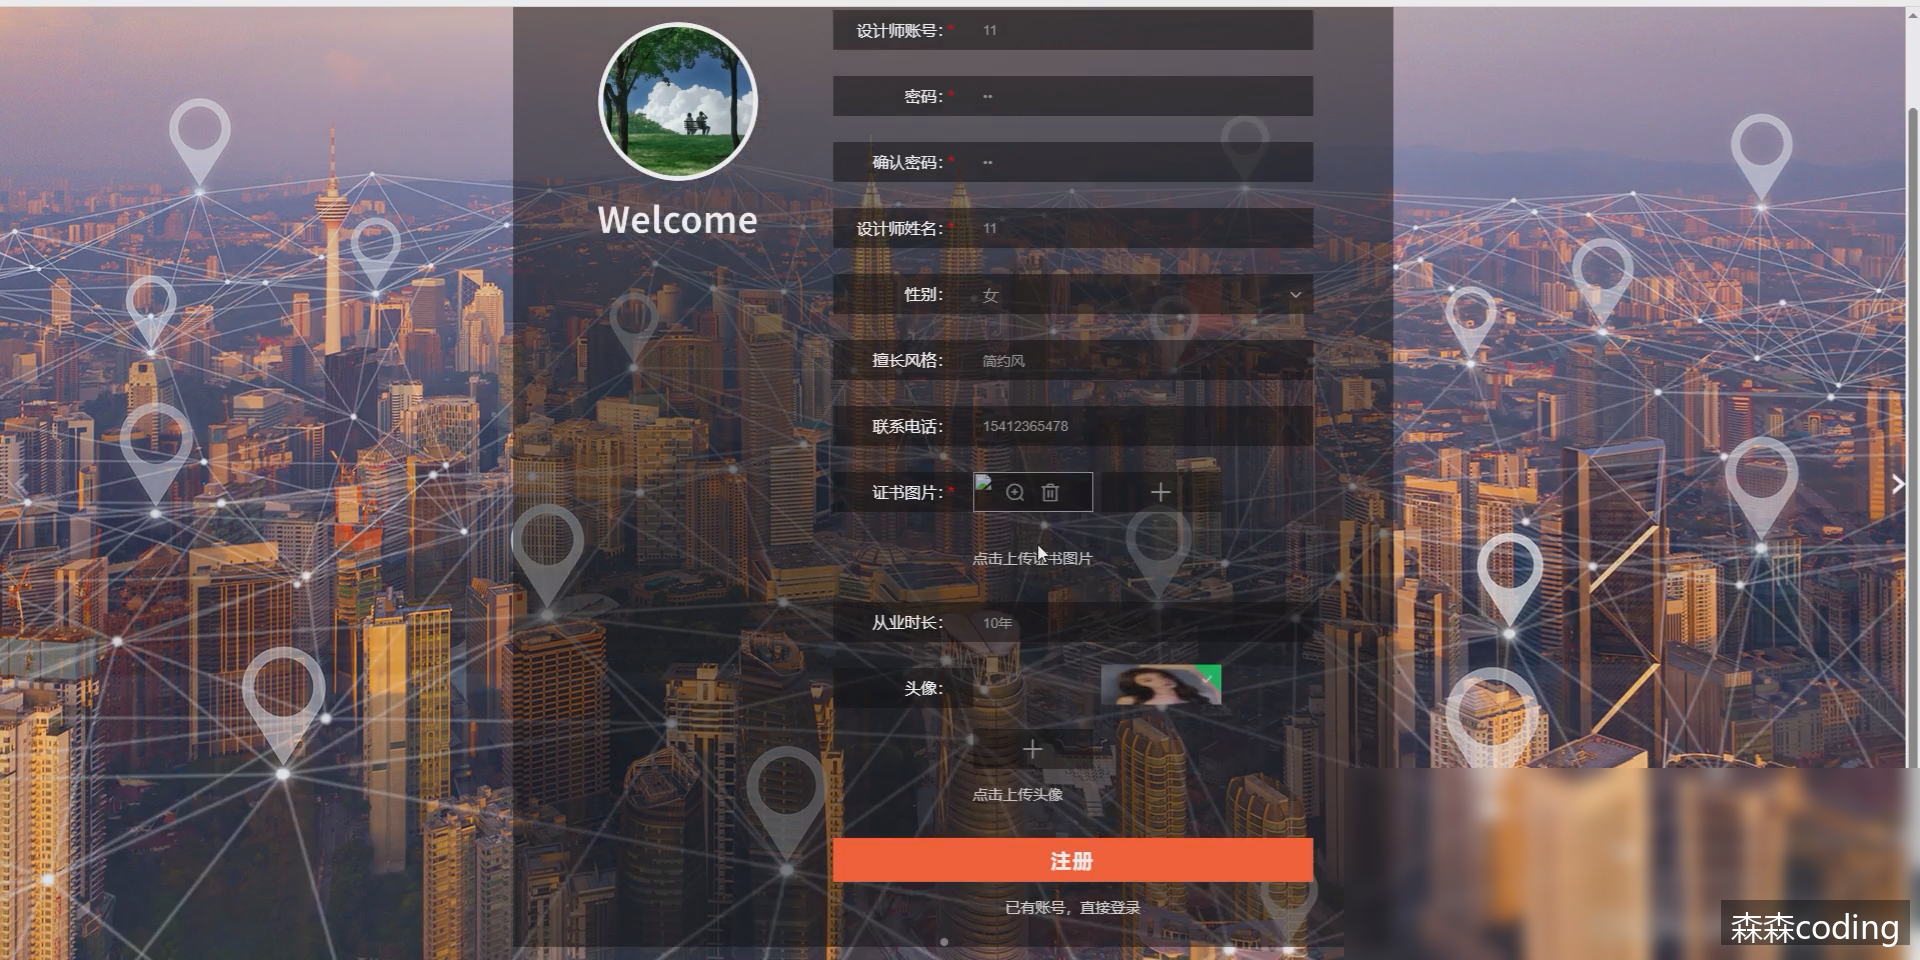 设计师账号：* 11
密码：* ••
确认密码：* ••
Welcome
设计师姓名：* 11
性别： 女
擅长风格： 简约风
联系电话： 15412365478
证书图片：*
点击上传证书图片
从业时长： 10年
头像：
点击上传头像
注册
已有账号，直接登录
森森coding